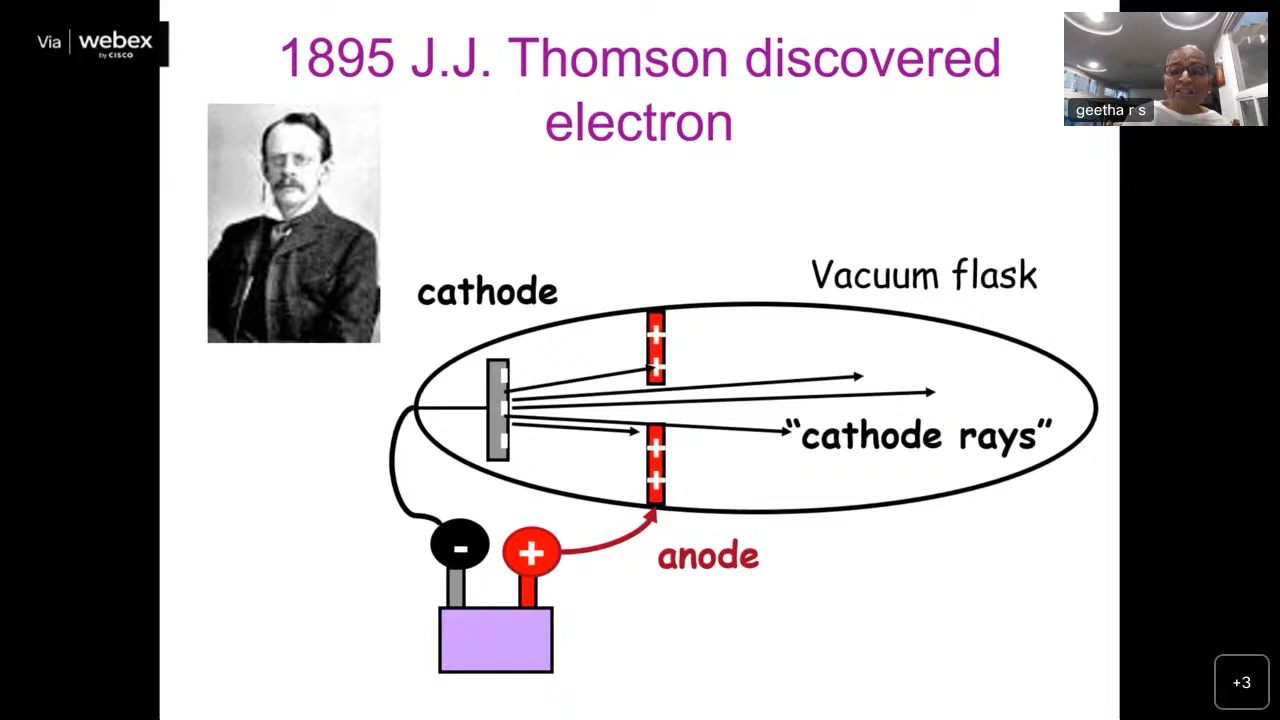 Via webex
by CISCO
1895 J.J. Thomson discovered
electron
geetha r s
Vacuum flask
cathode
+
+
“cathode rays”
+
+
-
+
anode
+3